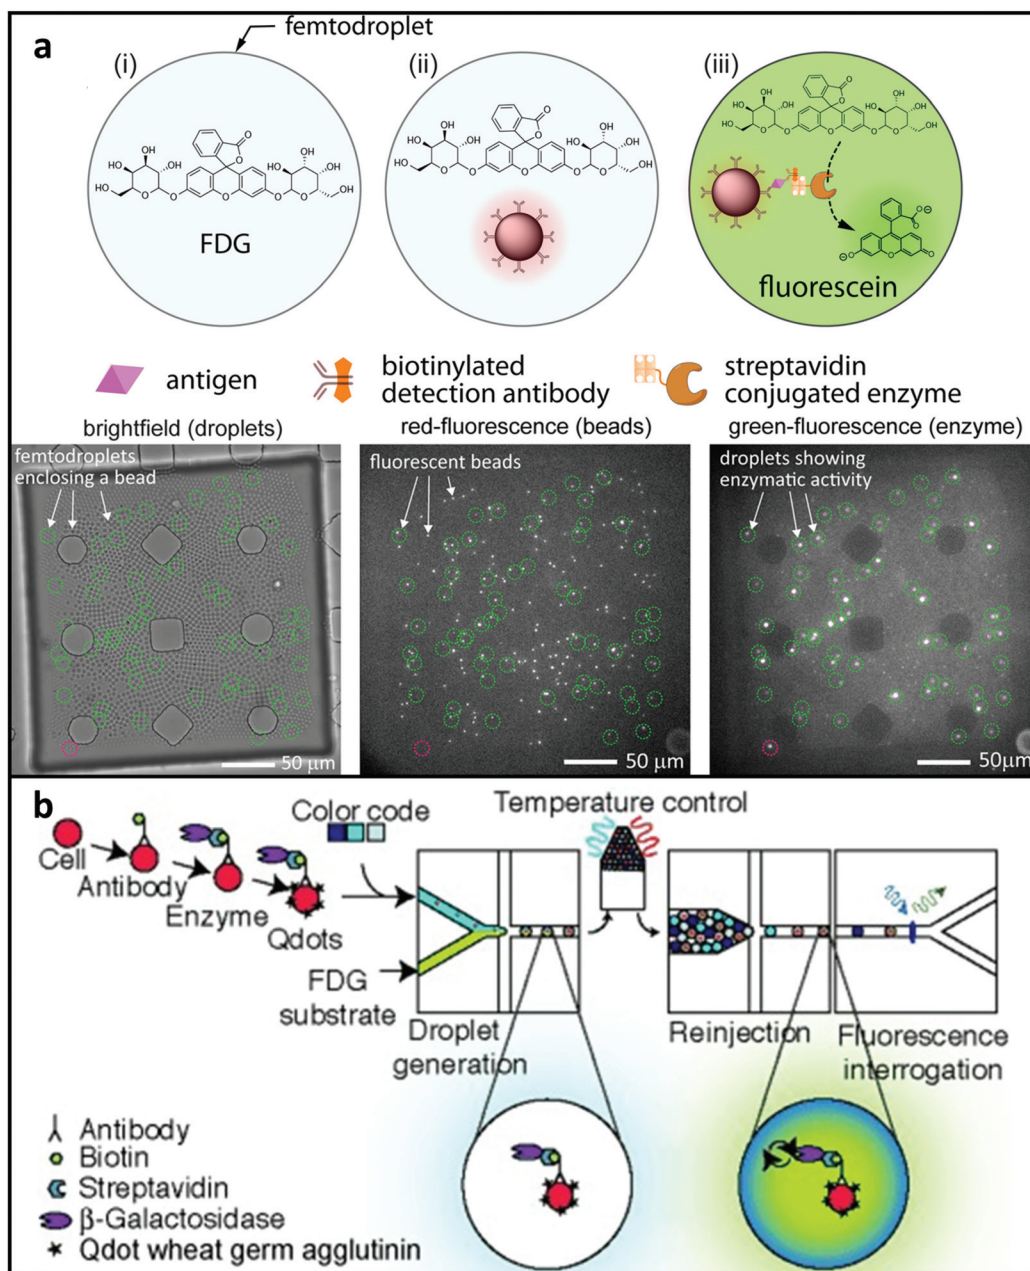 a
femtodroplet
(i)
(ii)
(iii)
FDG
fluorescein
antigen
biotinylated
detection antibody
streptavidin
conjugated enzyme
brightfield (droplets)
femtodroplets
enclosing a bead
50 μm
red-fluorescence (beads)
fluorescent beads
50 μm
green-fluorescence (enzyme)
droplets showing
enzymatic activity
50μm
b
Cell
Antibody
Enzyme
Qdots
Color code
FDG
substrate
Droplet
generation
Temperature control
Reinjection
Fluorescence
interrogation
Antibody
Biotin
Streptavidin
β-Galactosidase
Qdot wheat germ agglutinin